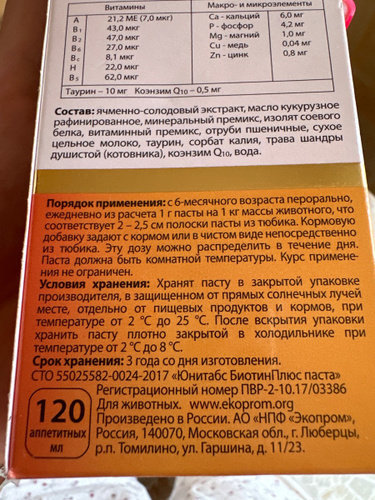 Витамины Макро- и микроэлементы
A 21,2 МЕ (7,0 мкг) Ca - кальций 6,0 мг
B₁ 43,0 мкг P - фосфор 4,2 мг
B₂ 47,0 мкг Mg - магний 1,0 мг
B₆ 27,0 мкг Cu - медь 0,04 мг
Bc 8,1 мкг Zn - цинк 0,8 мг
H 22,0 мкг
B₅ 62,0 мкг
Таурин – 10 мг Коэнзим Q₁₀ – 0,5 мг
Состав: ячменно-солодовый экстракт, масло кукурузное
рафинированное, минеральный премикс, изолят соевого
белка, витаминный премикс, отруби пшеничные, сухое
цельное молоко, таурин, сорбат калия, трава шандры
душистой (котовника), коэнзим Q₁₀, вода.
Порядок применения: с 6-месячного возраста перорально,
ежедневно из расчета 1 г пасты на 1 кг массы животного, что
соответствует 2 – 2,5 см полоски пасты из тюбика. Кормовую
добавку задают с кормом или в чистом виде непосредственно
из тюбика. Эту дозу можно распределить в течение дня.
Паста должна быть комнатной температуры. Курс примене-
ния не ограничен.
Условия хранения: Хранят пасту в закрытой упаковке
производителя, в защищенном от прямых солнечных лучей
месте, отдельно от пищевых продуктов и кормов, при
температуре от 2 °С до 25 °С. После вскрытия упаковки
хранить пасту плотно закрытой в холодильнике при
температуре от 2 °С до 8 °С.
Срок хранения: 3 года со дня изготовления.
СТО 55025582-0024-2017 «Юнитабс БиотинПлюс паста»
Регистрационный номер ПВР-2-10.17/03386
Для животных. www.ekoprom.org
Произведено в России. АО «НПФ «Экопром»,
Россия, 140070, Московская обл., г. Люберцы,
р.п. Томилино, ул. Гаршина, д. 11/23.
120
аппетитных
мл